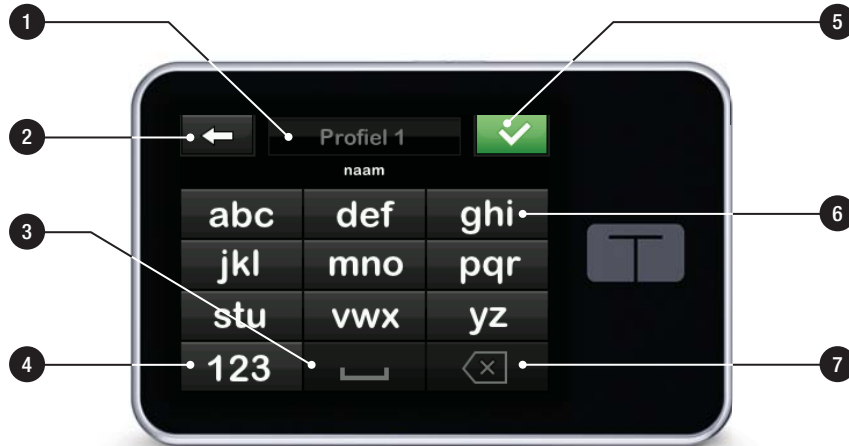 1
5
2
Profiel 1
naam
abc
def
ghi
6
3
jkl
mno
pqr
stu
vwx
yz
4
123
7